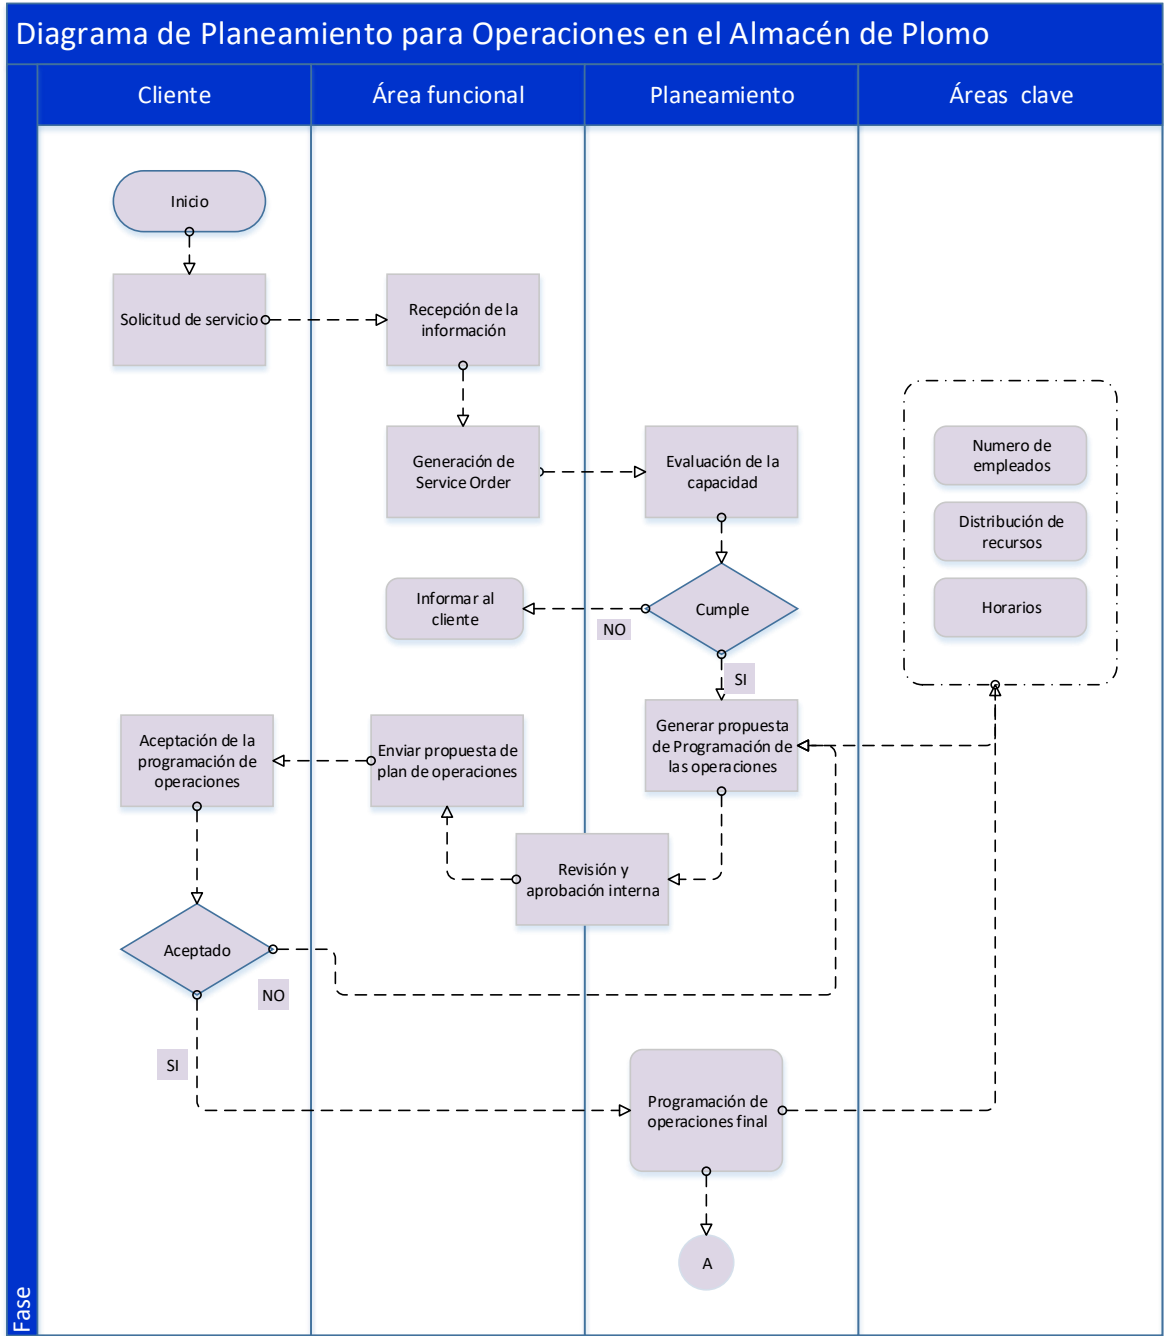 Diagrama de Planeamiento para Operaciones en el Almacén de Plomo
Cliente
Área funcional
Planeamiento
Áreas clave
Inicio
Solicitud de servicio
Recepción de la
información
Generación de
Service Order
Evaluación de la
capacidad
Numero de
empleados
Distribución de
recursos
Horarios
Informar al
cliente
NO
Cumple
SI
Aceptación de la
programación de
operaciones
Enviar propuesta de
plan de operaciones
Generar propuesta
de Programación de
las operaciones
Revisión y
aprobación interna
Aceptado
NO
SI
Programación de
operaciones final
A
Fase